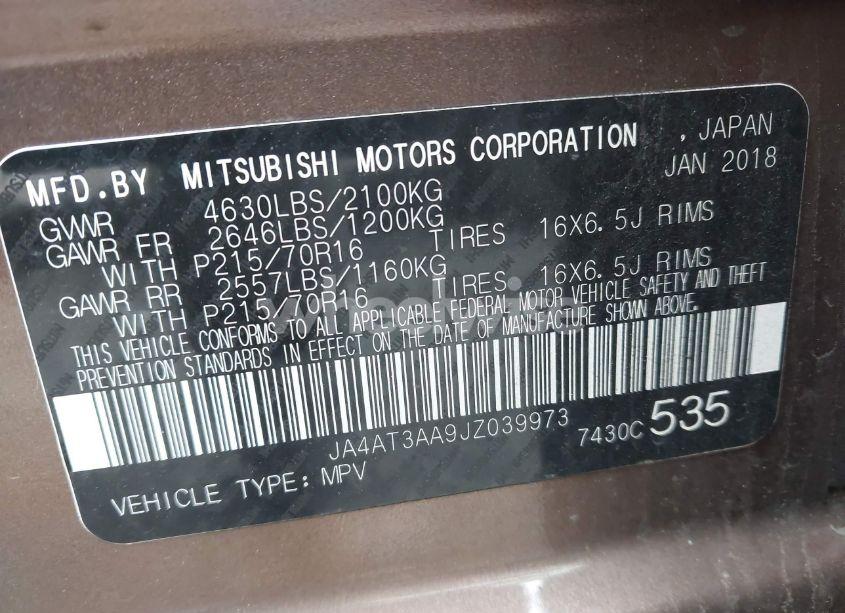 MFD.BY MITSUBISHI MOTORS CORPORATION , JAPAN
JAN 2018
GVWR 4630LBS/2100KG
GAWR FR 2646LBS/1200KG
WITH P215/70R16 TIRES 16X6.5J RIMS
GAWR RR 2557LBS/1160KG
WITH P215/70R16 TIRES 16X6.5J RIMS
THIS VEHICLE CONFORMS TO ALL APPLICABLE FEDERAL MOTOR VEHICLE SAFETY AND THEFT
PREVENTION STANDARDS IN EFFECT ON THE DATE OF MANUFACTURE SHOWN ABOVE.
JA4AT3AA9JZ039973 7430C 535
VEHICLE TYPE: MPV